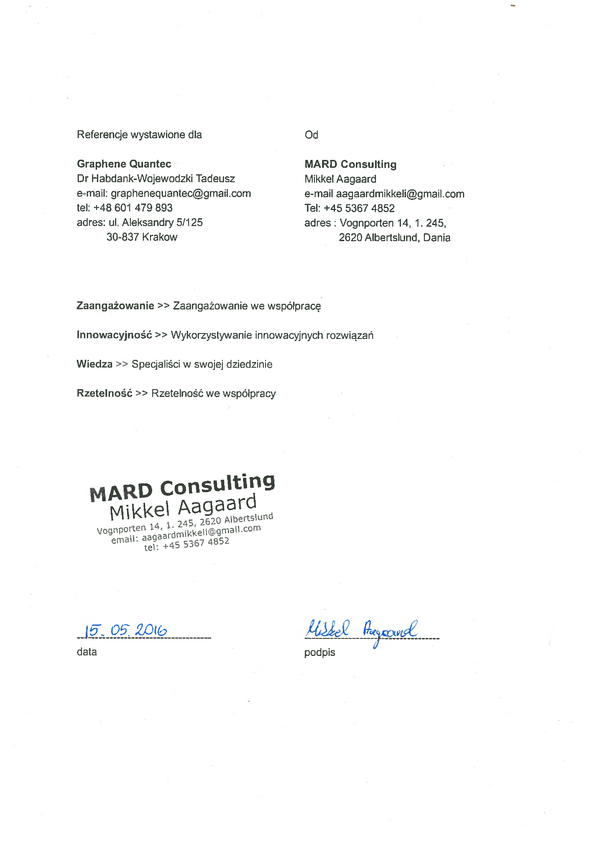 Referencje wystawione dla
Graphene Quantec
Dr Habdank-Wojewodzki Tadeusz
e-mail: graphenequantec@gmail.com
tel: +48 601 479 893
adres: ul. Aleksandry 5/125
30-837 Krakow
Od
MARD Consulting
Mikkel Aagaard
e-mail aagaardmikkeli@gmail.com
Tel: +45 5367 4852
adres : Vognporten 14, 1. 245,
2620 Albertslund, Dania
Zaangażowanie >> Zaangażowanie we współpracę
Innowacyjność >> Wykorzystywanie innowacyjnych rozwiązań
Wiedza >> Specjaliści w swojej dziedzinie
Rzetelność >> Rzetelność we współpracy
MARD Consulting
Mikkel Aagaard
Vognporten 14, 1. 245, 2620 Albertslund
email: aagaardmikkeli@gmail.com
tel: +45 5367 4852
15.05.2016
data
Mikkel Aagaard
podpis